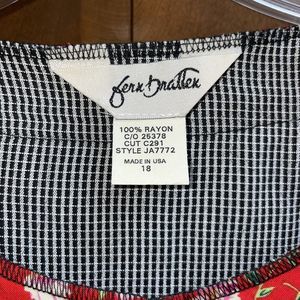 fern Bratten
100% RAYON
C/O 25378
CUT C291
STYLE JA7772
MADE IN USA
18